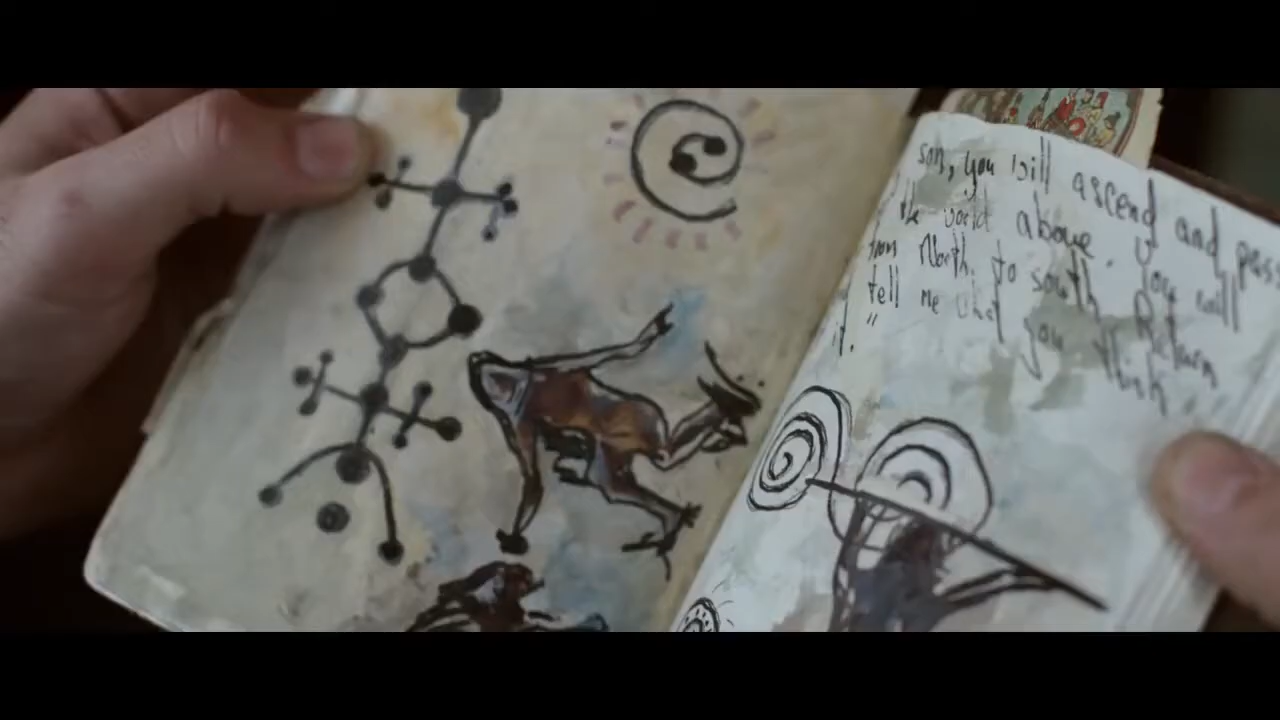 son, you will ascend and pass
the world above. You will
from North to south. Return
tell me what you think
it."